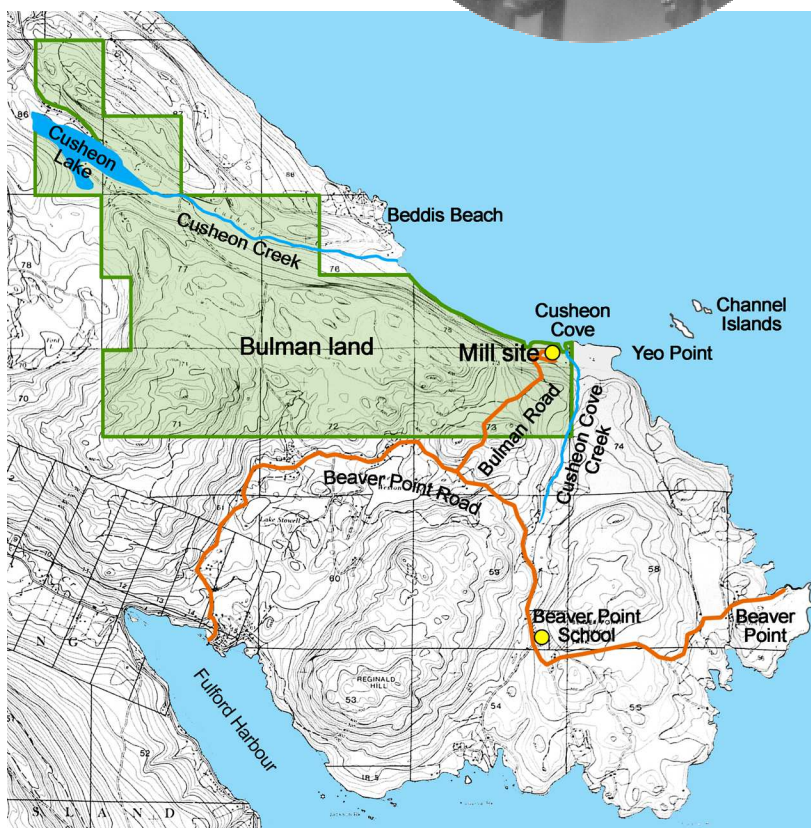 86
87
Cusheon
Lake
88
Beddis Beach
Cusheon Creek
78
77
76
Cusheon
Cove
Channel
Islands
75
Bulman land
Mill site
Yeo Point
70
71
72
73
Bulman Road
74
Cusheon Cove
Creek
Beaver Point Road
61
Lake Stowell
60
59
58
Beaver Point
School
Beaver
Point
N G
Fulford Harbour
REGINALD
HILL
53
54
55
52
S L A N D